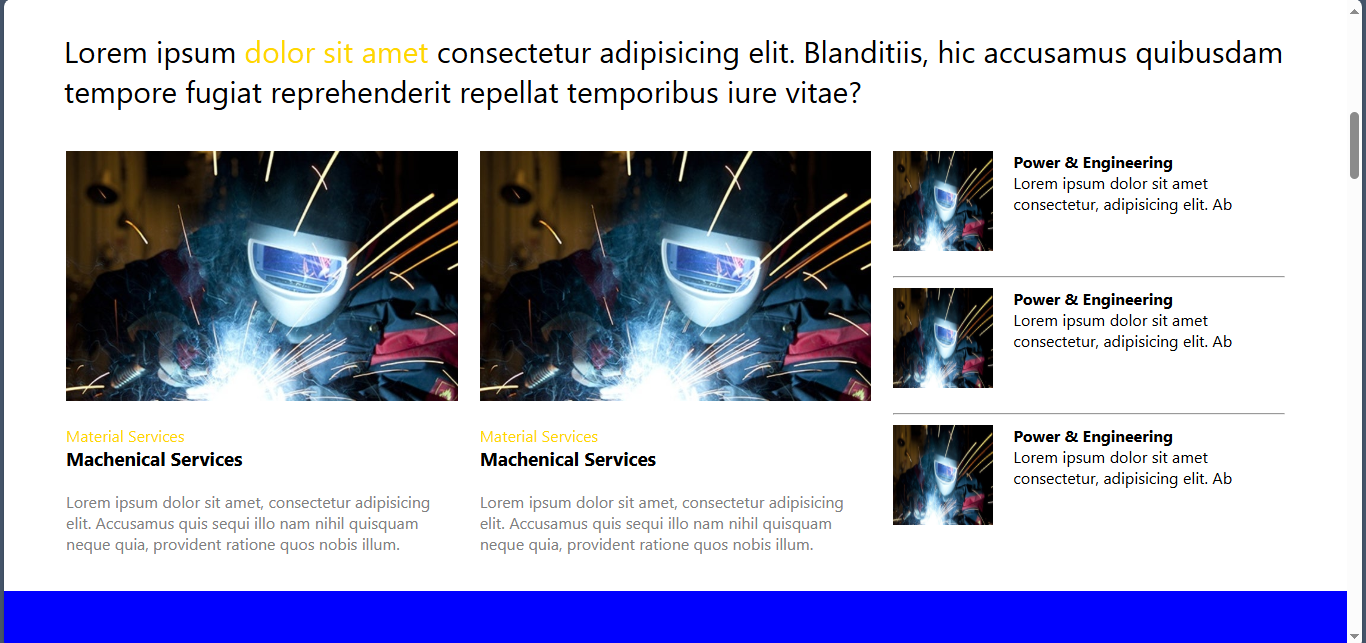 Lorem ipsum dolor sit amet consectetur adipisicing elit. Blanditiis, hic accusamus quibusdam
tempore fugiat reprehenderit repellat temporibus iure vitae?
Material Services
Machenical Services
Lorem ipsum dolor sit amet, consectetur adipisicing
elit. Accusamus quis sequi illo nam nihil quisquam
neque quia, provident ratione quos nobis illum.
Material Services
Machenical Services
Lorem ipsum dolor sit amet, consectetur adipisicing
elit. Accusamus quis sequi illo nam nihil quisquam
neque quia, provident ratione quos nobis illum.
Power & Engineering
Lorem ipsum dolor sit amet
consectetur, adipisicing elit. Ab
Power & Engineering
Lorem ipsum dolor sit amet
consectetur, adipisicing elit. Ab
Power & Engineering
Lorem ipsum dolor sit amet
consectetur, adipisicing elit. Ab